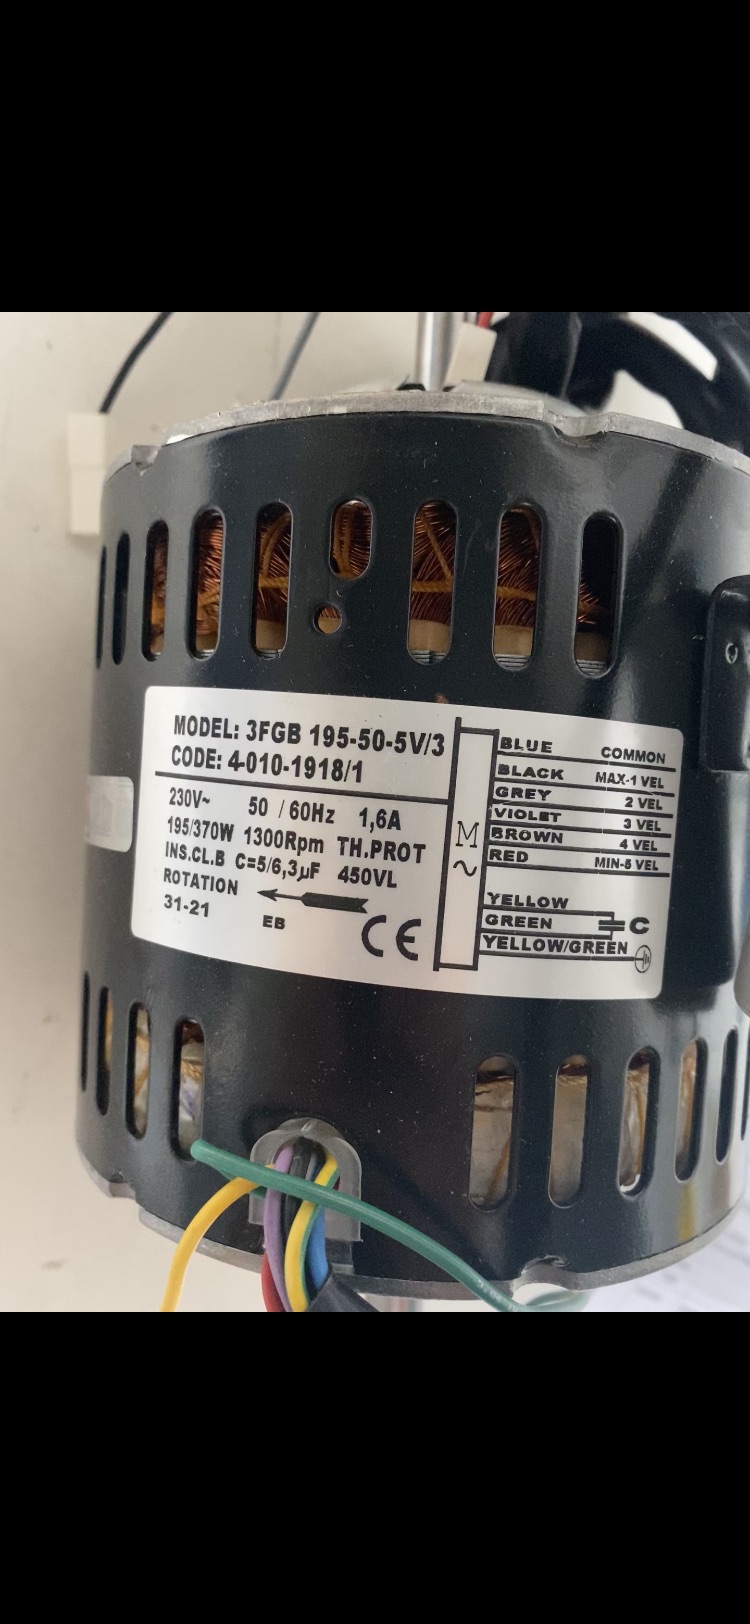 MODEL: 3FGB 195-50-5V/3
CODE: 4-010-1918/1
230V~ 50 / 60Hz 1,6A
195/370W 1300Rpm TH.PROT
INS.CL.B C=5/6,3µF 450VL
ROTATION
31-21
EB
CE
M
~
BLUE COMMON
BLACK MAX-1 VEL
GREY 2 VEL
VIOLET 3 VEL
BROWN 4 VEL
RED MIN-5 VEL
YELLOW
GREEN C
YELLOW/GREEN